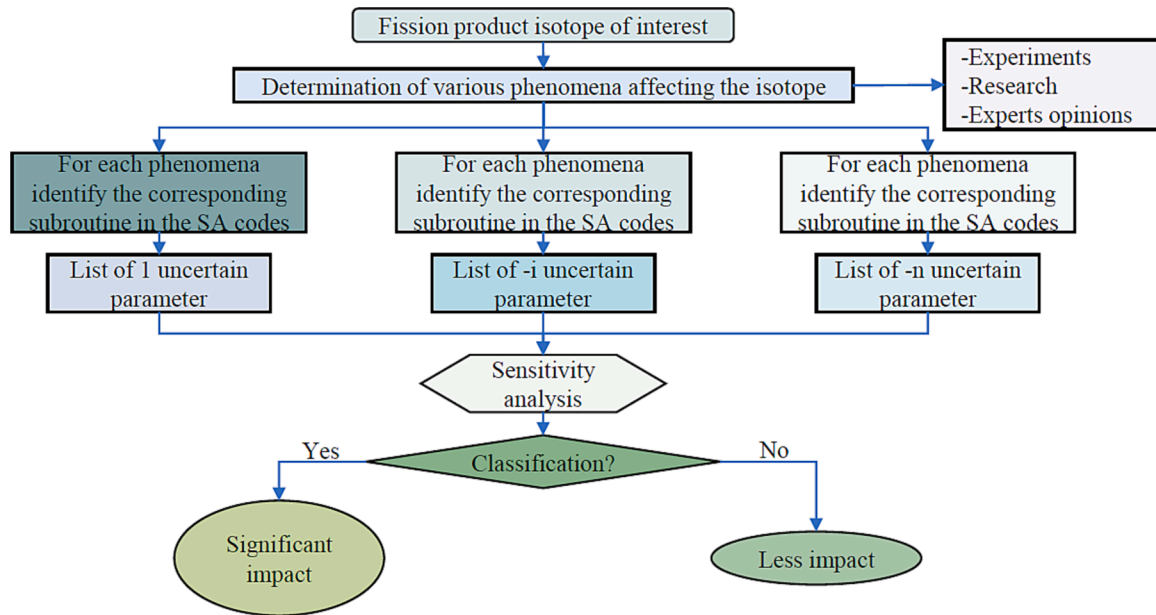 Fission product isotope of interest
Determination of various phenomena affecting the isotope
-Experiments
-Research
-Experts opinions
For each phenomena
identify the corresponding
subroutine in the SA codes
For each phenomena
identify the corresponding
subroutine in the SA codes
For each phenomena
identify the corresponding
subroutine in the SA codes
List of 1 uncertain
parameter
List of -i uncertain
parameter
List of -n uncertain
parameter
Sensitivity
analysis
Yes
Classification?
No
Significant
impact
Less impact